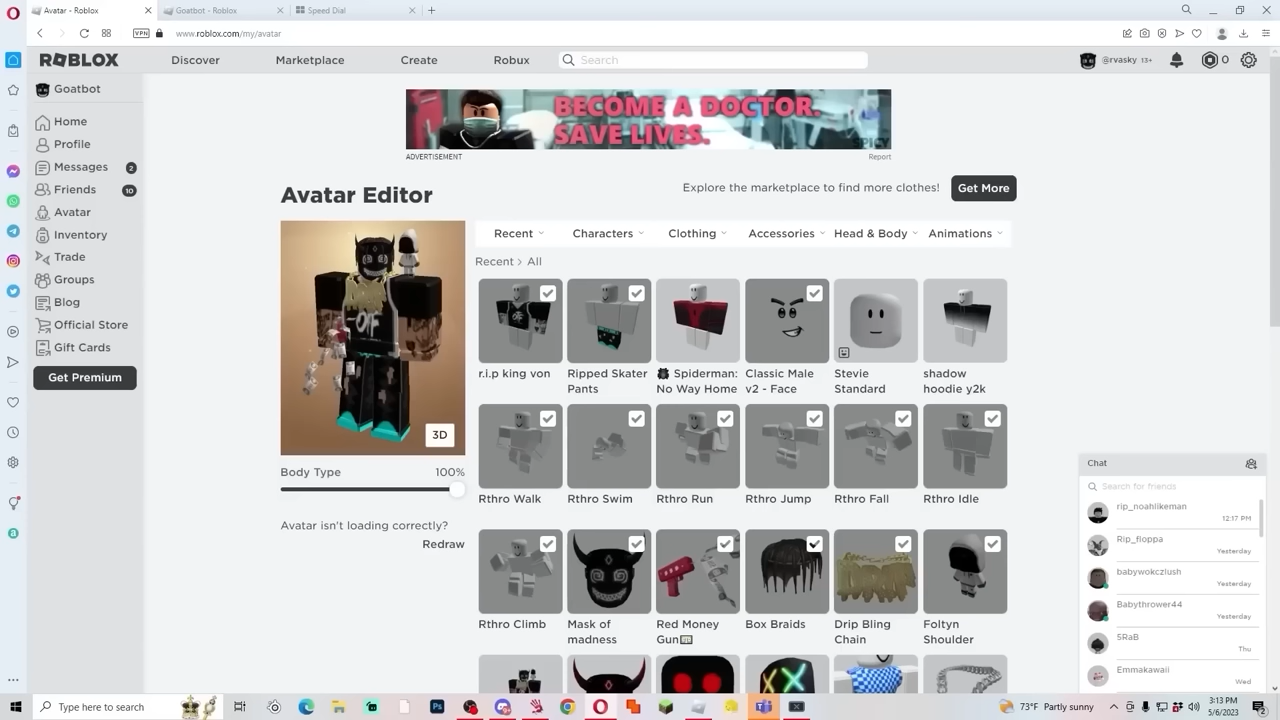 Avatar - Roblox
Goatbot - Roblox
Speed Dial
VPN
www.roblox.com/my/avatar
ROBLOX
Discover
Marketplace
Create
Robux
Search
@rvasky 13+
0
Goatbot
Home
Profile
Messages 2
Friends 10
Avatar
Inventory
Trade
Groups
Blog
Official Store
Gift Cards
Get Premium
BECOME A DOCTOR.
SAVE LIVES.
SPICY
ADVERTISEMENT
Report
Avatar Editor
Explore the marketplace to find more clothes!
Get More
OF
3D
Body Type 100%
Avatar isn't loading correctly?
Redraw
Recent
Characters
Clothing
Accessories
Head & Body
Animations
Recent > All
r.i.p king von
Ripped Skater
Pants
Spiderman:
No Way Home
Classic Male
v2 - Face
Stevie
Standard
shadow
hoodie y2k
Rthro Walk
Rthro Swim
Rthro Run
Rthro Jump
Rthro Fall
Rthro Idle
Rthro Climb
Mask of
madness
Red Money
Gun
Box Braids
Drip Bling
Chain
Foltyn
Shoulder
Chat
Search for friends
rip_noahlikeman
12:17 PM
Rip_floppa
Yesterday
babywokczlush
Yesterday
Babythrower44
Yesterday
5RaB
Thu
Emmakawaii
Wed
Type here to search
73°F Partly sunny
3:13 PM
5/6/2023
2